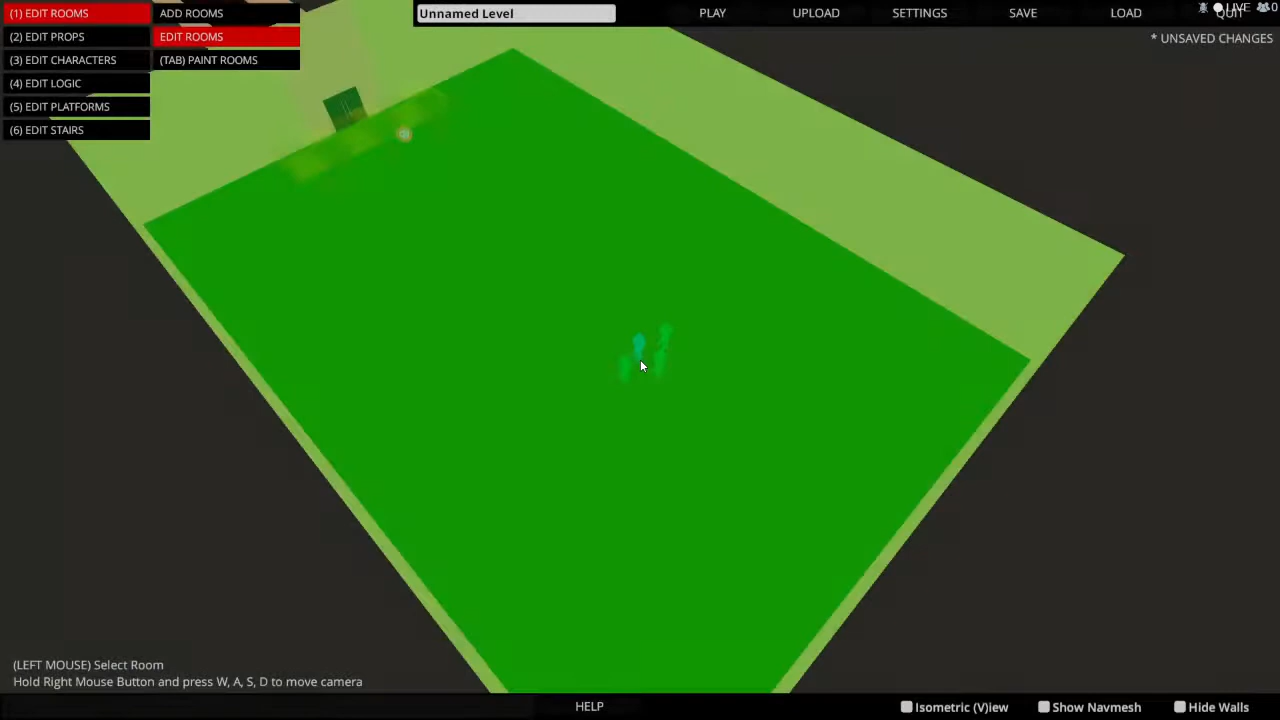 (1) EDIT ROOMS
ADD ROOMS
Unnamed Level
PLAY
UPLOAD
SETTINGS
SAVE
LOAD
QUIT
LIVE
0
(2) EDIT PROPS
EDIT ROOMS
* UNSAVED CHANGES
(3) EDIT CHARACTERS
(TAB) PAINT ROOMS
(4) EDIT LOGIC
(5) EDIT PLATFORMS
(6) EDIT STAIRS
(LEFT MOUSE) Select Room
Hold Right Mouse Button and press W, A, S, D to move camera
HELP
Isometric (V)iew
Show Navmesh
Hide Walls